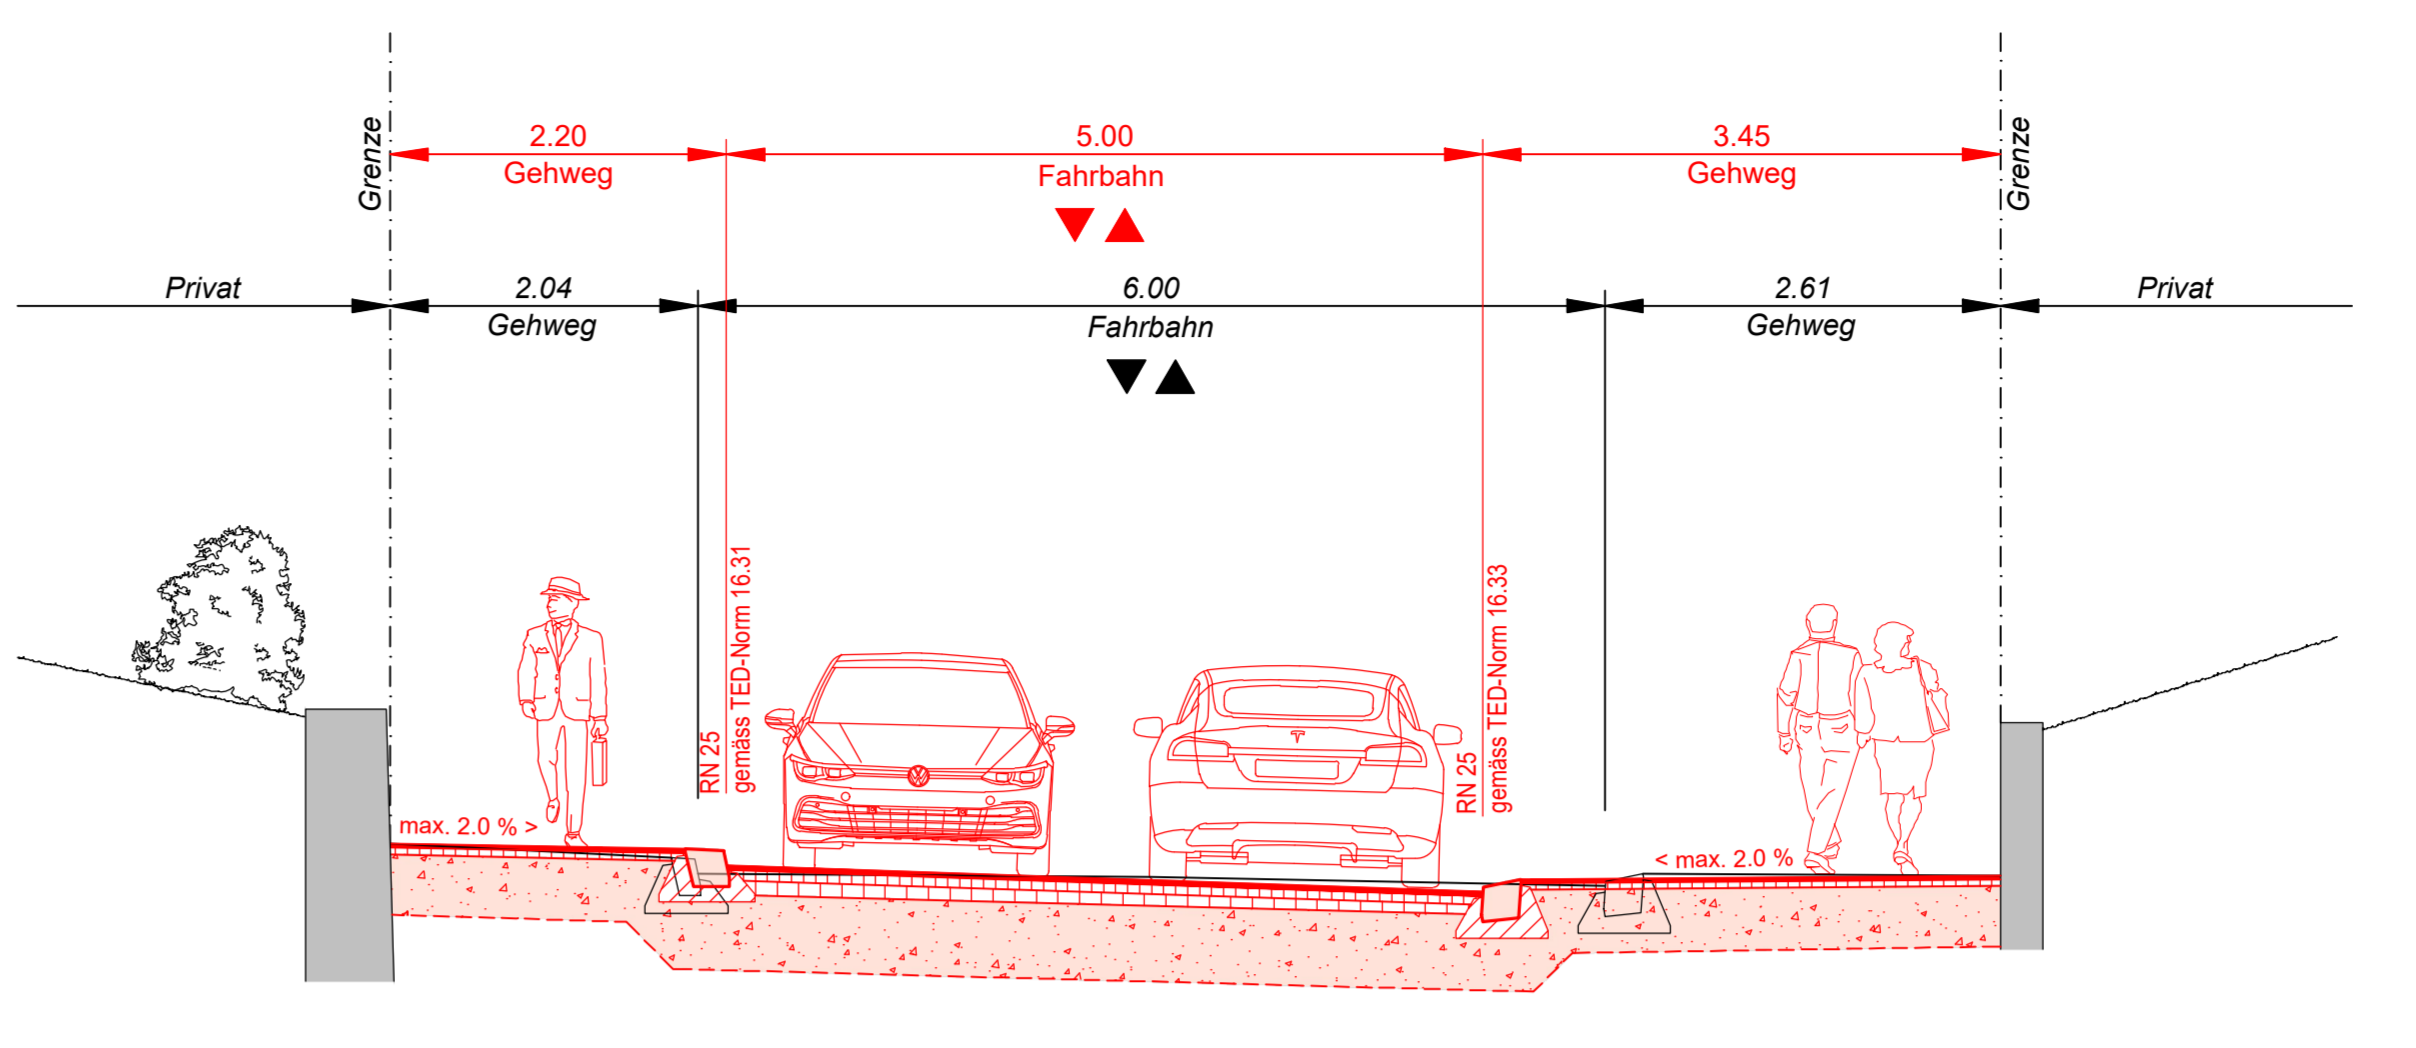 Grenze
2.20
Gehweg
5.00
Fahrbahn
3.45
Gehweg
Grenze
Privat
2.04
Gehweg
6.00
Fahrbahn
2.61
Gehweg
Privat
RN 25
gemäss TED-Norm 16.31
RN 25
gemäss TED-Norm 16.33
max. 2.0 % >
< max. 2.0 %